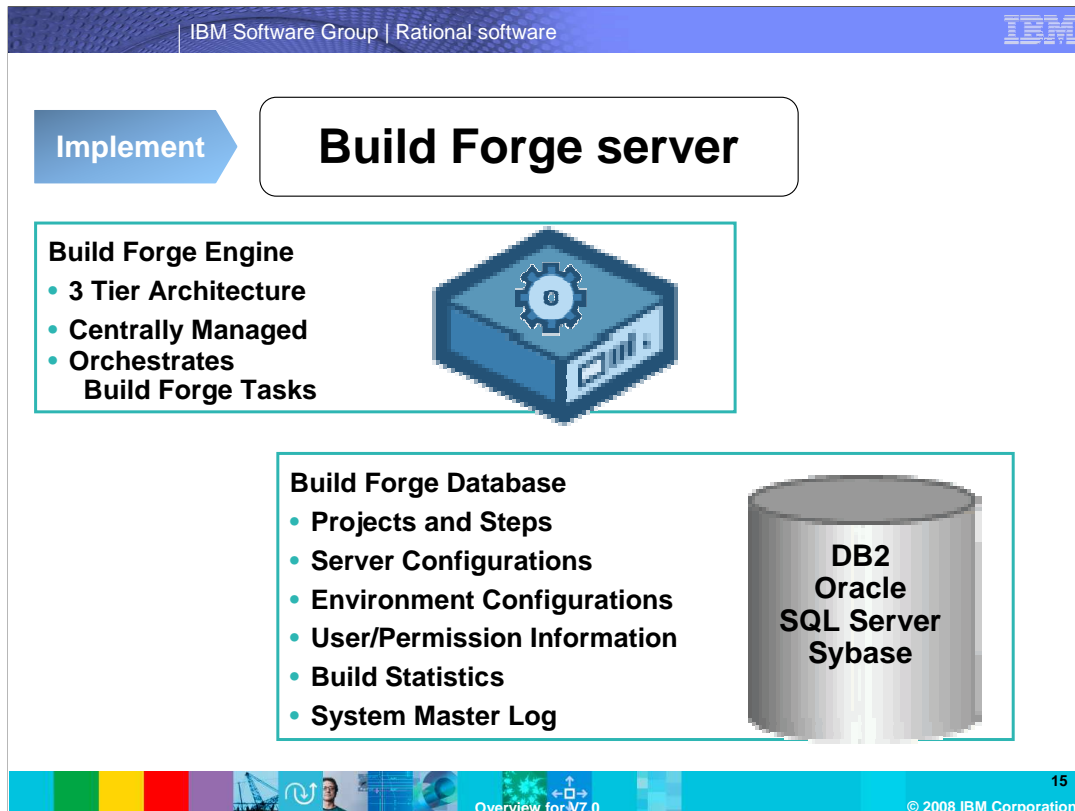 IBM Software Group | Rational software
IBM
Implement
Build Forge server
Build Forge Engine
• 3 Tier Architecture
• Centrally Managed
• Orchestrates
Build Forge Tasks
Build Forge Database
• Projects and Steps
• Server Configurations
• Environment Configurations
• User/Permission Information
• Build Statistics
• System Master Log
DB2
Oracle
SQL Server
Sybase
15
Overview for V7.0
© 2008 IBM Corporation